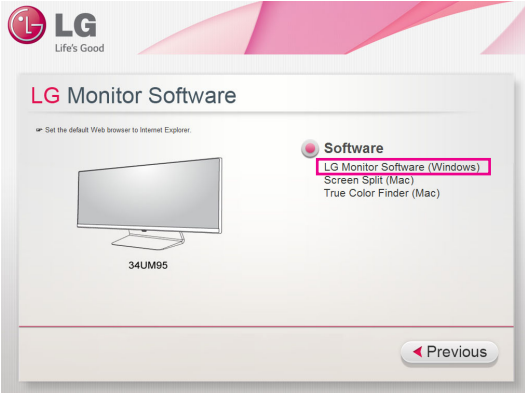 LG
Life's Good
LG Monitor Software
☞ Set the default Web browser to Internet Explorer.
Software
LG Monitor Software (Windows)
Screen Split (Mac)
True Color Finder (Mac)
34UM95
Previous